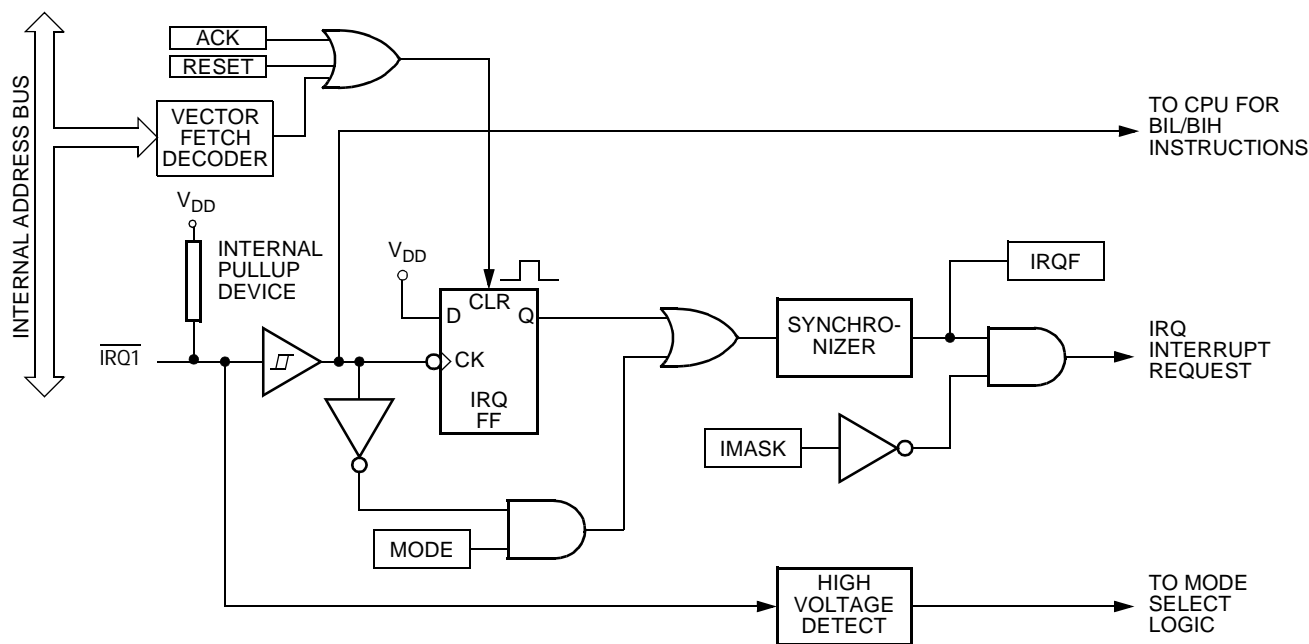 INTERNAL ADDRESS BUS
ACK
RESET
VECTOR
FETCH
DECODER
TO CPU FOR
BIL/BIH
INSTRUCTIONS
VDD
INTERNAL
PULLUP
DEVICE
VDD
CLR
D
Q
CK
IRQ
FF
IRQ1
SYNCHRO-
NIZER
IRQF
IRQ
INTERRUPT
REQUEST
IMASK
MODE
HIGH
VOLTAGE
DETECT
TO MODE
SELECT
LOGIC